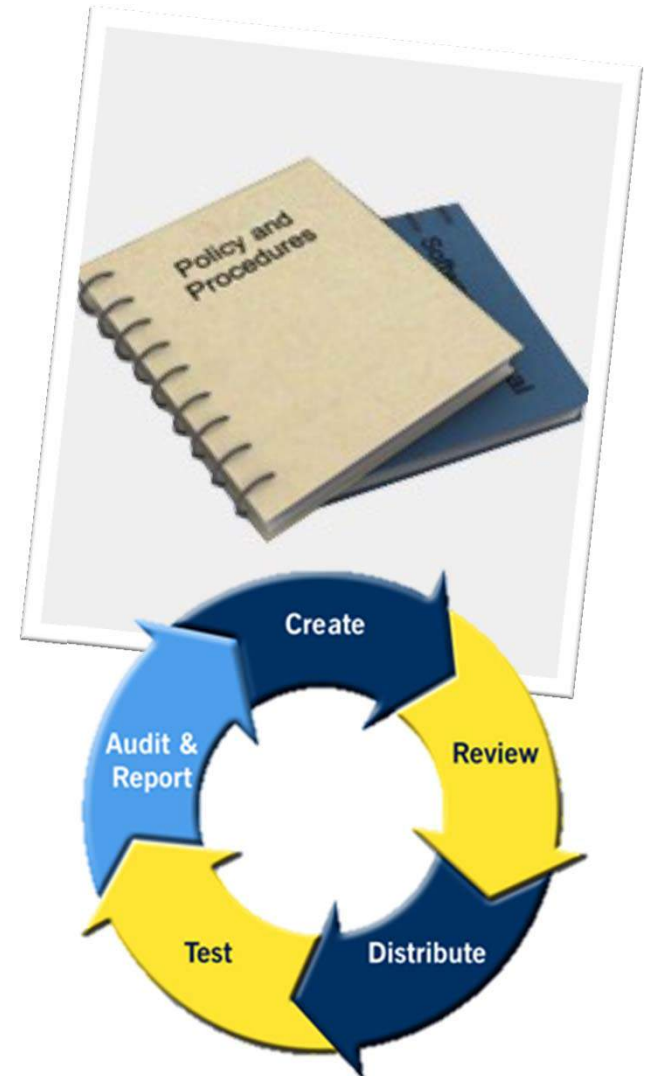 Policy and
Procedures
Create
Review
Distribute
Test
Audit &
Report